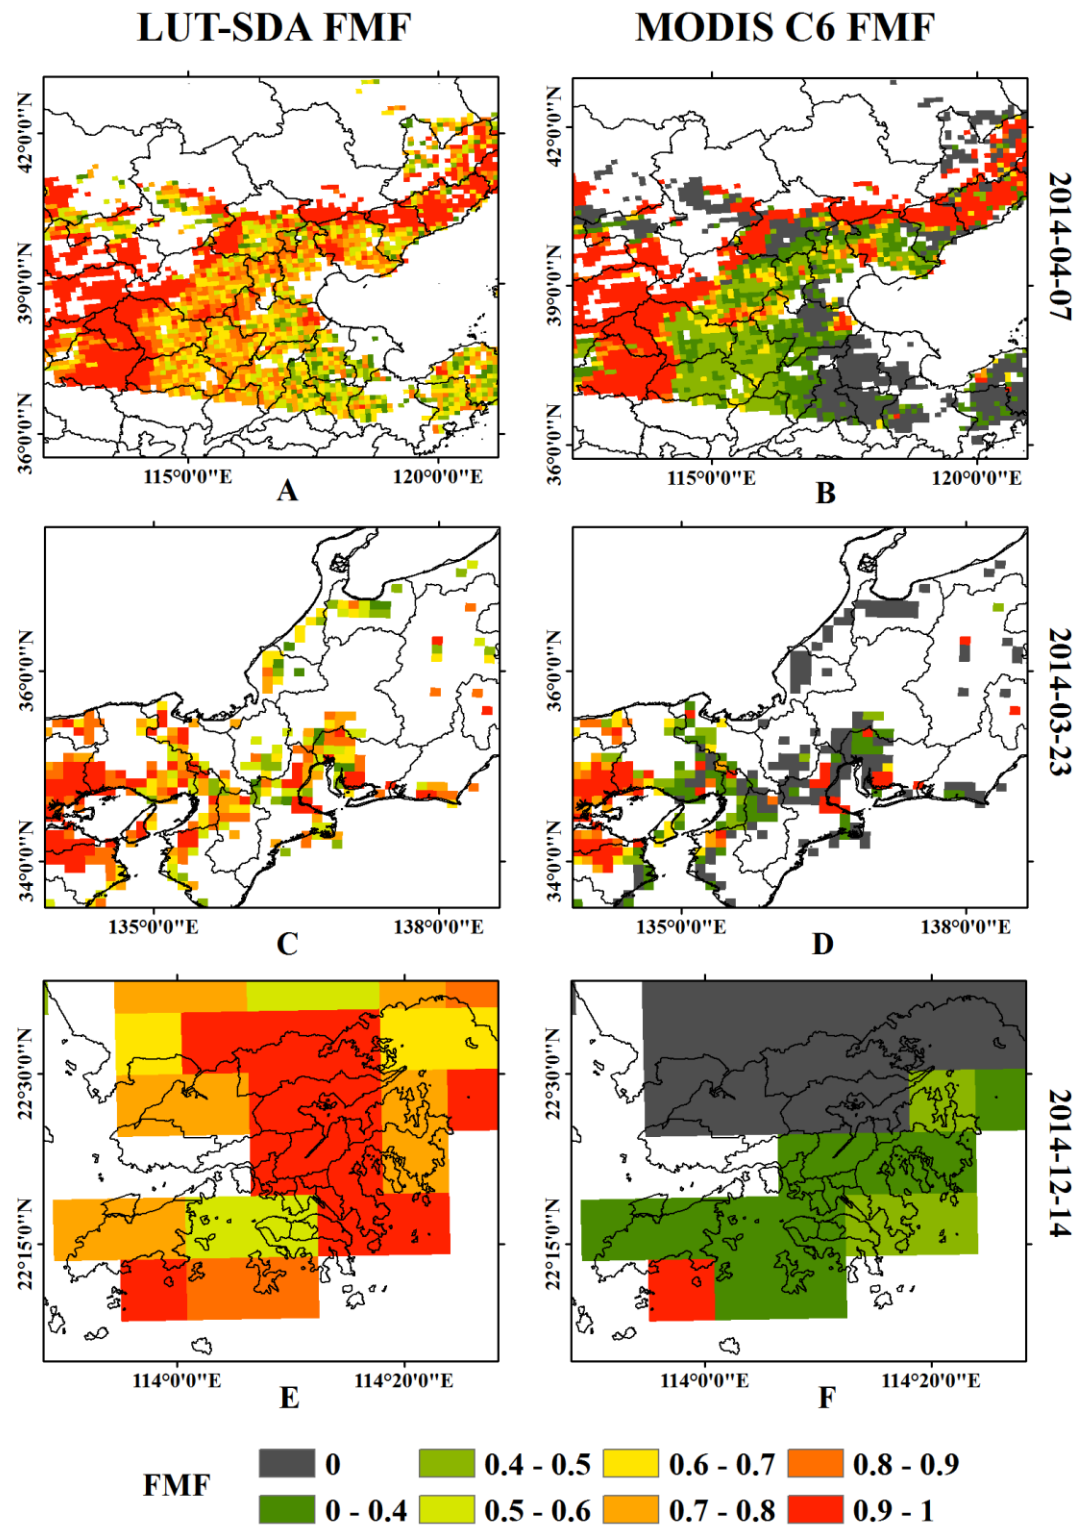 LUT-SDA FMF
MODIS C6 FMF
42°0'0"N
39°0'0"N
36°0'0"N
115°0'0"E
120°0'0"E
A
42°0'0"N
39°0'0"N
36°0'0"N
115°0'0"E
120°0'0"E
B
2014-04-07
36°0'0"N
34°0'0"N
135°0'0"E
138°0'0"E
C
36°0'0"N
34°0'0"N
135°0'0"E
138°0'0"E
D
2014-03-23
22°30'0"N
22°15'0"N
114°0'0"E
114°20'0"E
E
22°30'0"N
22°15'0"N
114°0'0"E
114°20'0"E
F
2014-12-14
FMF
0
0.4 - 0.5
0.6 - 0.7
0.8 - 0.9
0 - 0.4
0.5 - 0.6
0.7 - 0.8
0.9 - 1